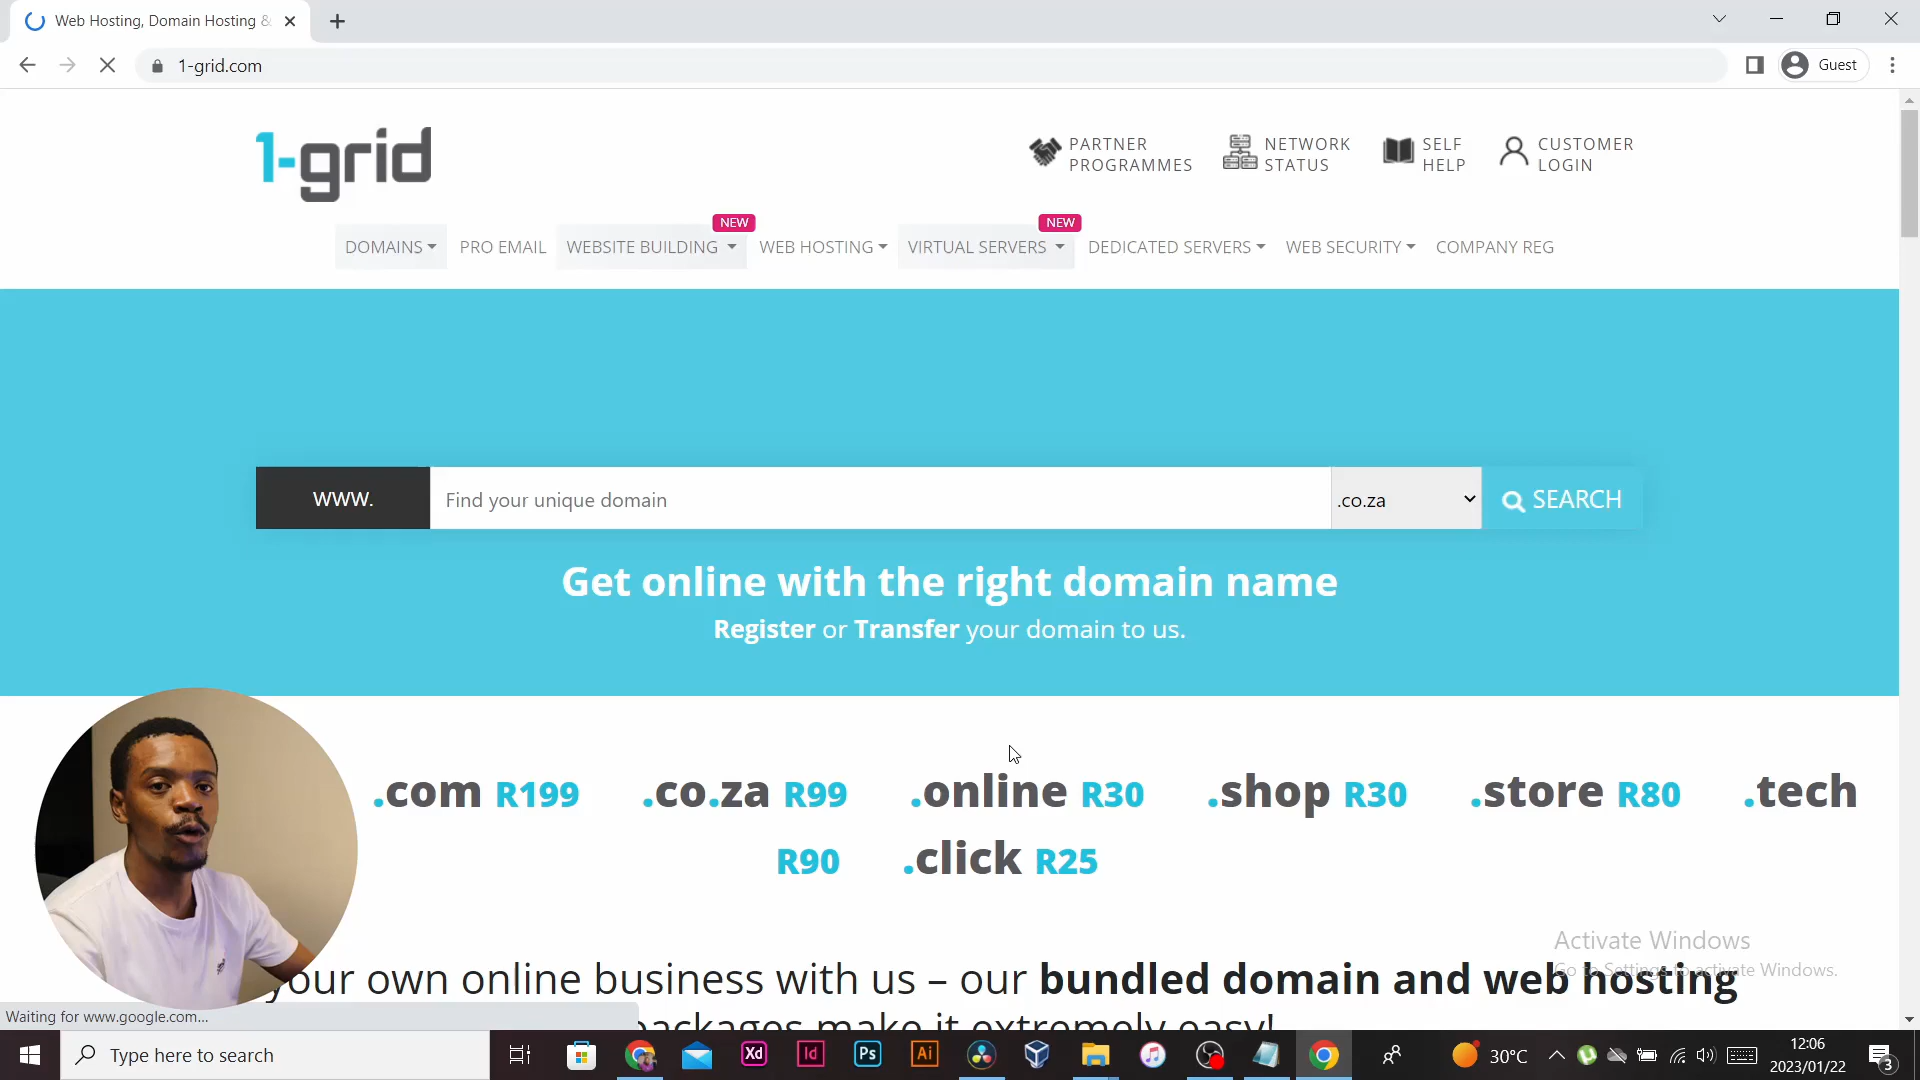 Web Hosting, Domain Hosting &
1-grid.com
Guest
1-grid
PARTNER PROGRAMMES
NETWORK STATUS
SELF HELP
CUSTOMER LOGIN
NEW
NEW
DOMAINS PRO EMAIL WEBSITE BUILDING WEB HOSTING VIRTUAL SERVERS DEDICATED SERVERS WEB SECURITY COMPANY REG
WWW. Find your unique domain .co.za SEARCH
Get online with the right domain name
Register or Transfer your domain to us.
.com R199 .co.za R99 .online R30 .shop R30 .store R80 .tech
R90 .click R25
Activate Windows
Go to Settings to activate Windows.
your own online business with us – our bundled domain and web hosting
packages make it extremely easy!
Waiting for www.google.com...
Type here to search
Xd Id Ps Ai
30°C
12:06
2023/01/22
3